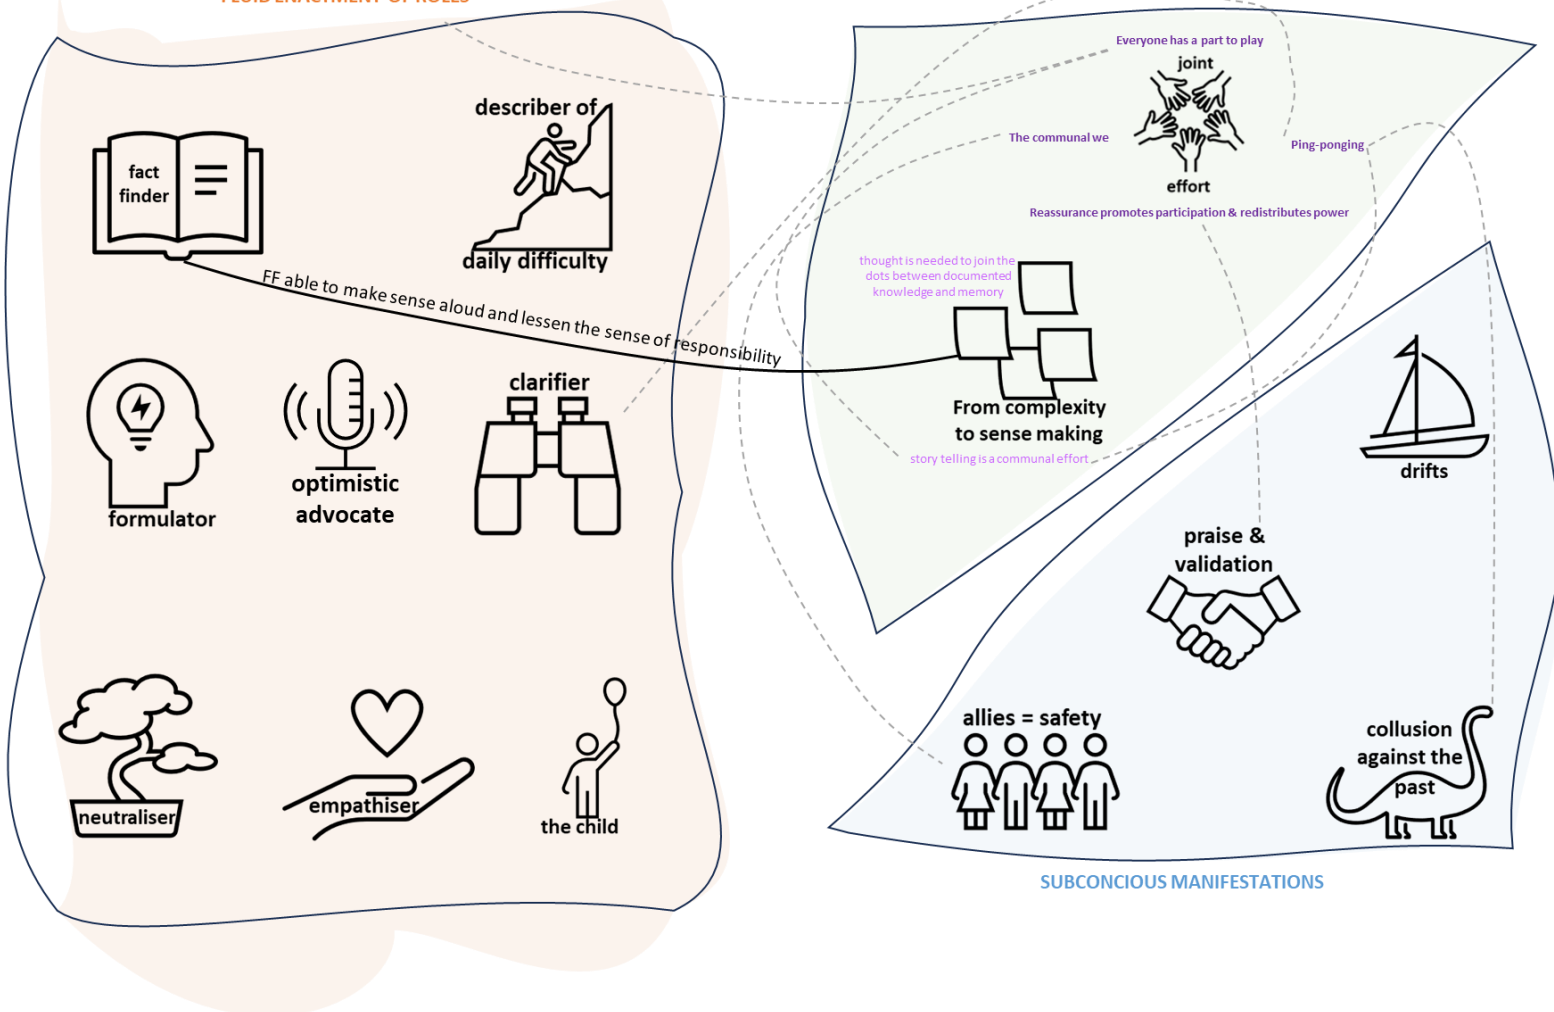 FLUID ENACTMENT OF ROLES
fact
finder
describer of
daily difficulty
FF able to make sense aloud and lessen the sense of responsibility
formulator
optimistic
advocate
clarifier
neutraliser
empathiser
the child
Everyone has a part to play
joint
The communal we
Ping-ponging
effort
Reassurance promotes participation & redistributes power
thought is needed to join the
dots between documented
knowledge and memory
From complexity
to sense making
story telling is a communal effort
drifts
praise &
validation
allies = safety
collusion
against the
past
SUBCONCIOUS MANIFESTATIONS